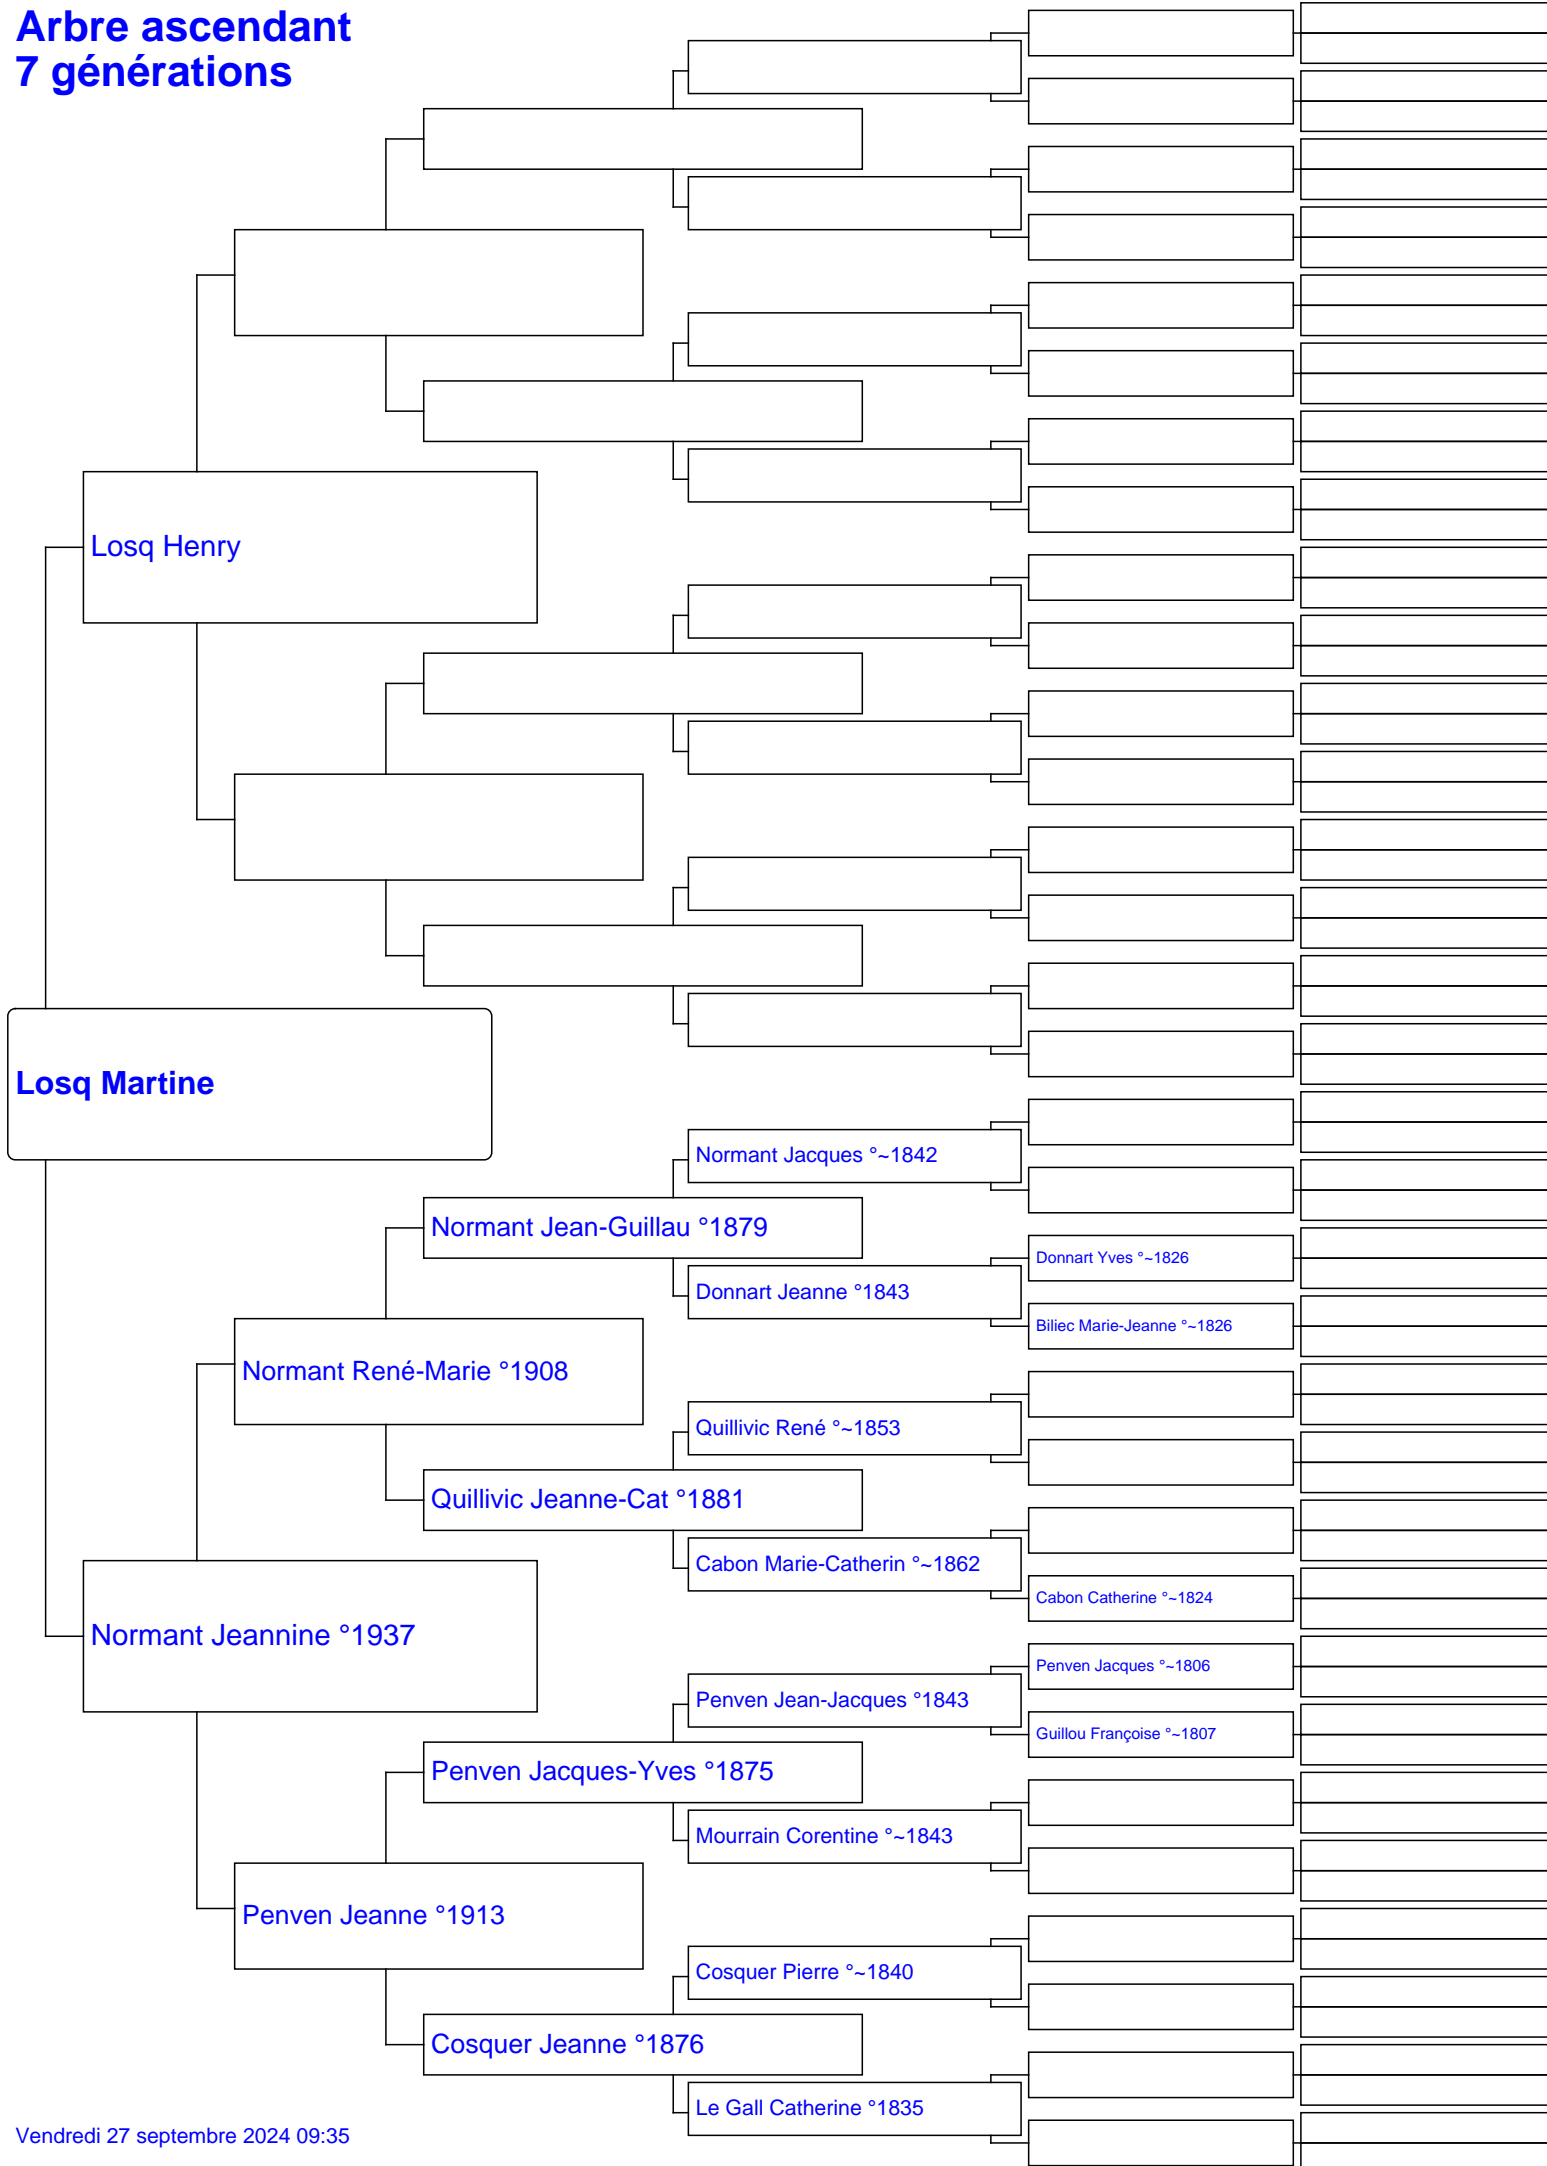 Arbre ascendant
7 générations
Losq Henry
Losq Martine
Normant Jacques °~1842
Normant Jean-Guillau °1879
Donnart Yves °~1826
Donnart Jeanne °1843
Biliec Marie-Jeanne °~1826
Normant René-Marie °1908
Quillivic René °~1853
Quillivic Jeanne-Cat °1881
Cabon Marie-Catherin °~1862
Cabon Catherine °~1824
Normant Jeannine °1937
Penven Jacques °~1806
Penven Jean-Jacques °1843
Guillou Françoise °~1807
Penven Jacques-Yves °1875
Mourrain Corentine °~1843
Penven Jeanne °1913
Cosquer Pierre °~1840
Cosquer Jeanne °1876
Le Gall Catherine °1835
Vendredi 27 septembre 2024 09:35